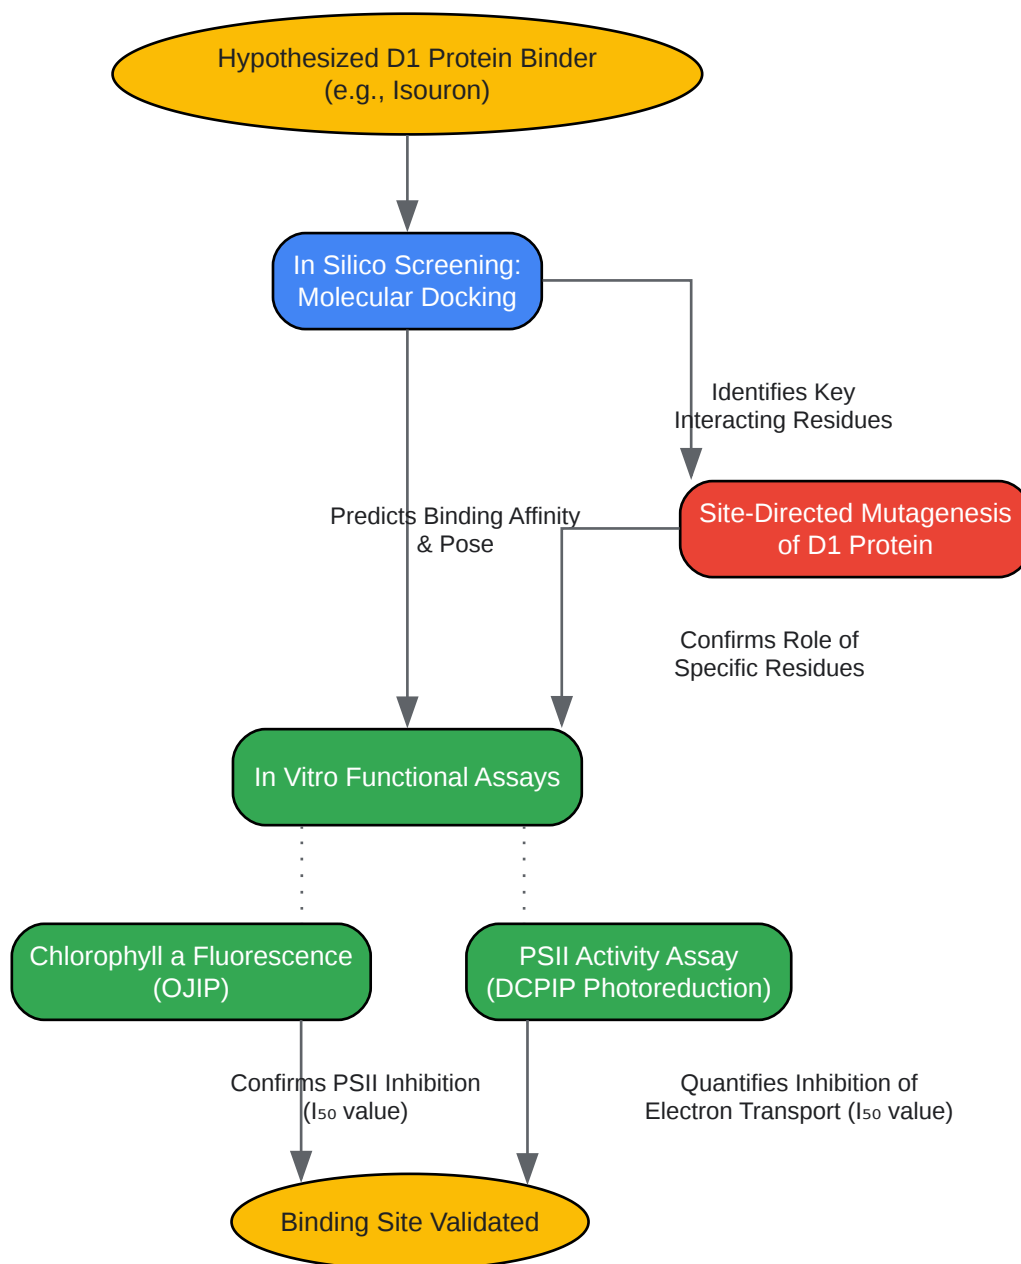 Hypothesized D1 Protein Binder
(e.g., Isouron)
In Silico Screening:
Molecular Docking
Identifies Key
Interacting Residues
Predicts Binding Affinity
& Pose
Site-Directed Mutagenesis
of D1 Protein
Confirms Role of
Specific Residues
In Vitro Functional Assays
Chlorophyll a Fluorescence
(OJIP)
PSII Activity Assay
(DCPIP Photoreduction)
Confirms PSII Inhibition
(I₅₀ value)
Quantifies Inhibition of
Electron Transport (I₅₀ value)
Binding Site Validated